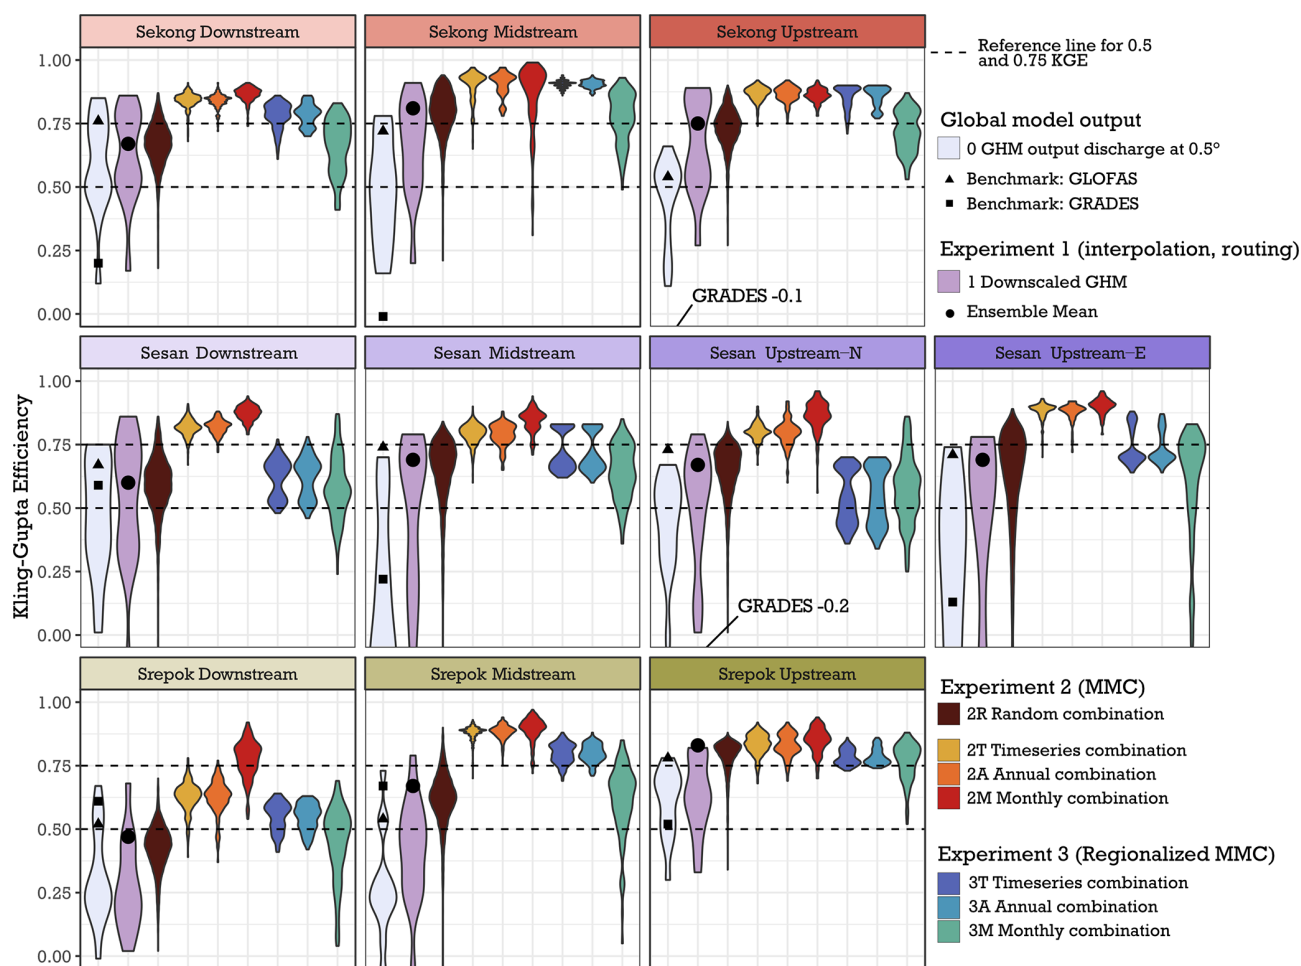 Sekong Downstream
Sekong Midstream
Sekong Upstream
1.00
0.75
0.50
0.25
0.00
GRADES -0.1
Reference line for 0.5
and 0.75 KGE
Global model output
0 GHM output discharge at 0.5°
Benchmark: GLOFAS
Benchmark: GRADES
Experiment 1 (interpolation, routing)
1 Downscaled GHM
Ensemble Mean
Kling-Gupta Efficiency
Sesan Downstream
Sesan Midstream
Sesan Upstream–N
Sesan Upstream–E
1.00
0.75
0.50
0.25
0.00
GRADES -0.2
Srepok Downstream
Srepok Midstream
Srepok Upstream
1.00
0.75
0.50
0.25
0.00
Experiment 2 (MMC)
2R Random combination
2T Timeseries combination
2A Annual combination
2M Monthly combination
Experiment 3 (Regionalized MMC)
3T Timeseries combination
3A Annual combination
3M Monthly combination